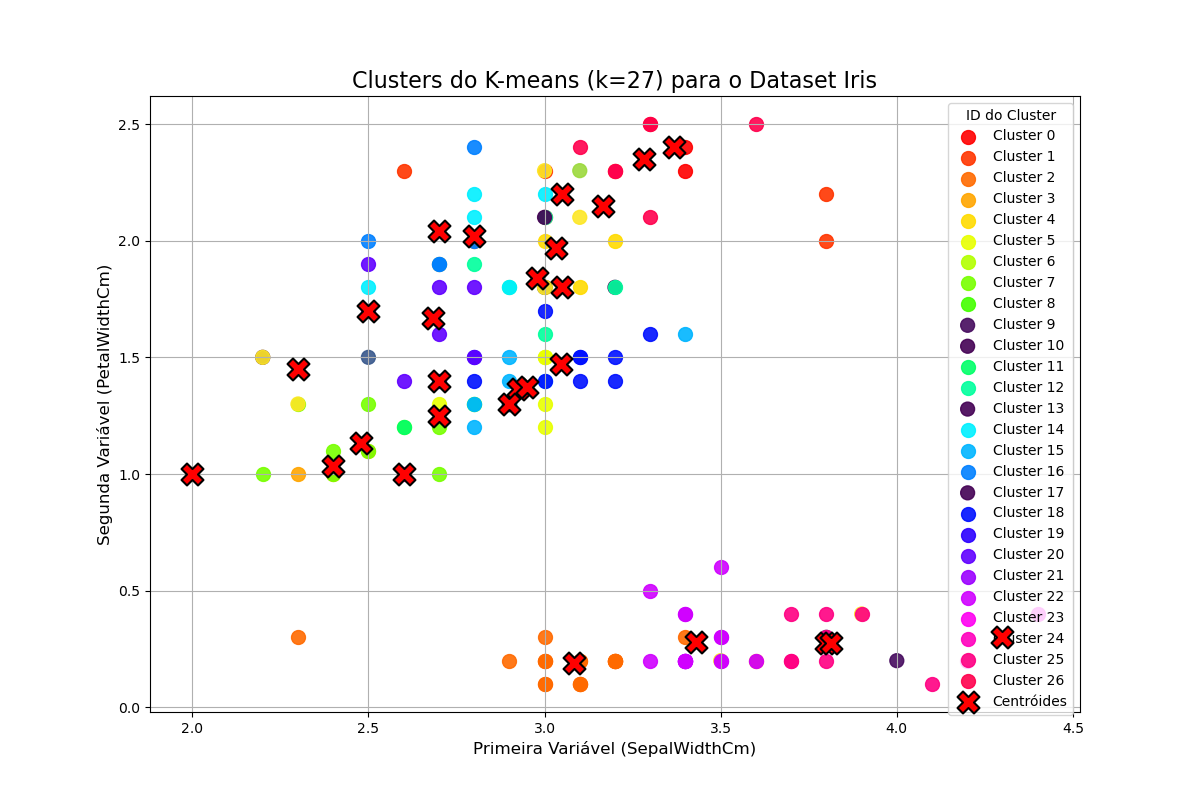 Clusters do K-means (k=27) para o Dataset Iris
Segunda Variável (PetalWidthCm)
2.5
2.0
1.5
1.0
0.5
0.0
2.0
2.5
3.0
3.5
4.0
4.5
Primeira Variável (SepalWidthCm)
ID do Cluster
Cluster 0
Cluster 1
Cluster 2
Cluster 3
Cluster 4
Cluster 5
Cluster 6
Cluster 7
Cluster 8
Cluster 9
Cluster 10
Cluster 11
Cluster 12
Cluster 13
Cluster 14
Cluster 15
Cluster 16
Cluster 17
Cluster 18
Cluster 19
Cluster 20
Cluster 21
Cluster 22
Cluster 23
Cluster 24
Cluster 25
Cluster 26
Centróides